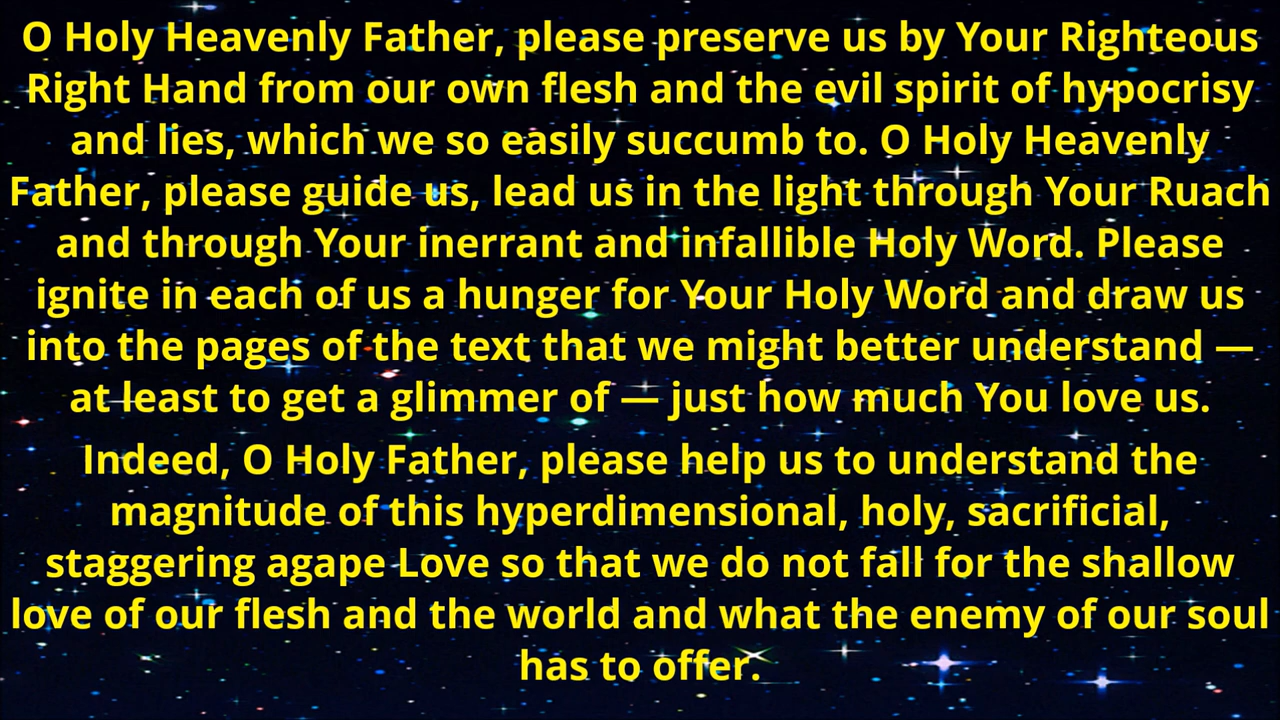 O Holy Heavenly Father, please preserve us by Your Righteous
Right Hand from our own flesh and the evil spirit of hypocrisy
and lies, which we so easily succumb to. O Holy Heavenly
Father, please guide us, lead us in the light through Your Ruach
and through Your inerrant and infallible Holy Word. Please
ignite in each of us a hunger for Your Holy Word and draw us
into the pages of the text that we might better understand —
at least to get a glimmer of — just how much You love us.
Indeed, O Holy Father, please help us to understand the
magnitude of this hyperdimensional, holy, sacrificial,
staggering agape Love so that we do not fall for the shallow
love of our flesh and the world and what the enemy of our soul
has to offer.